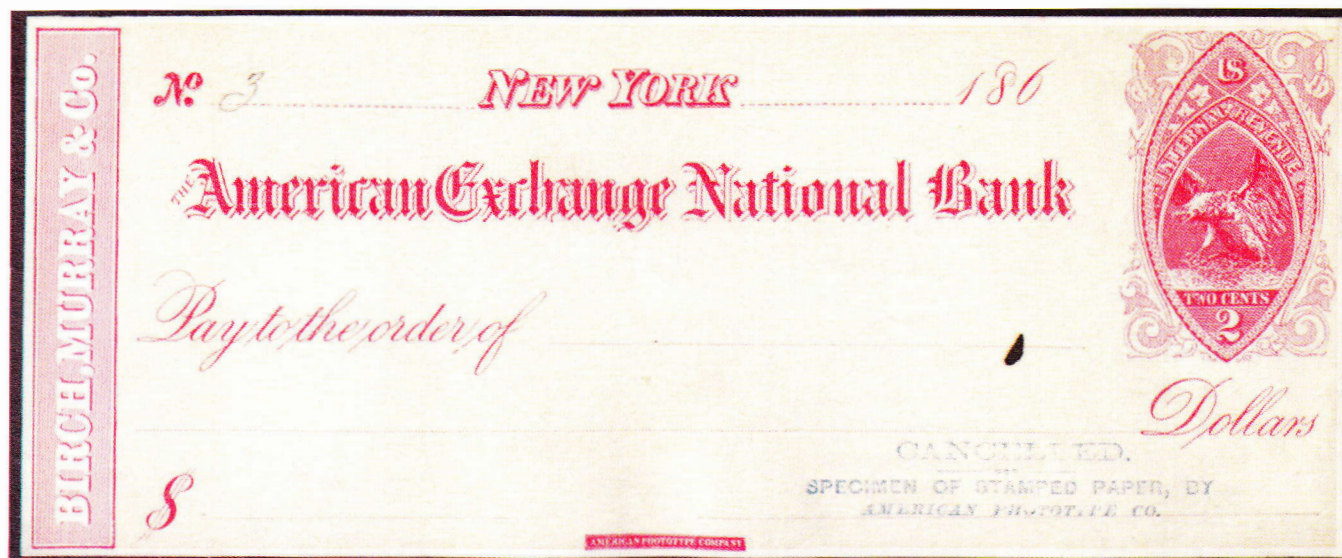 BIRCH, MURRAY & Co.
No 3 NEW YORK 186
THE American Exchange National Bank
Pay to the order of
Dollars
$
US
INTERNAL REVENUE
TWO CENTS
2
CANCELLED.
SPECIMEN OF STAMPED PAPER, BY
AMERICAN PHOTOTYPE CO.
AMERICAN PHOTOTYPE COMPANY